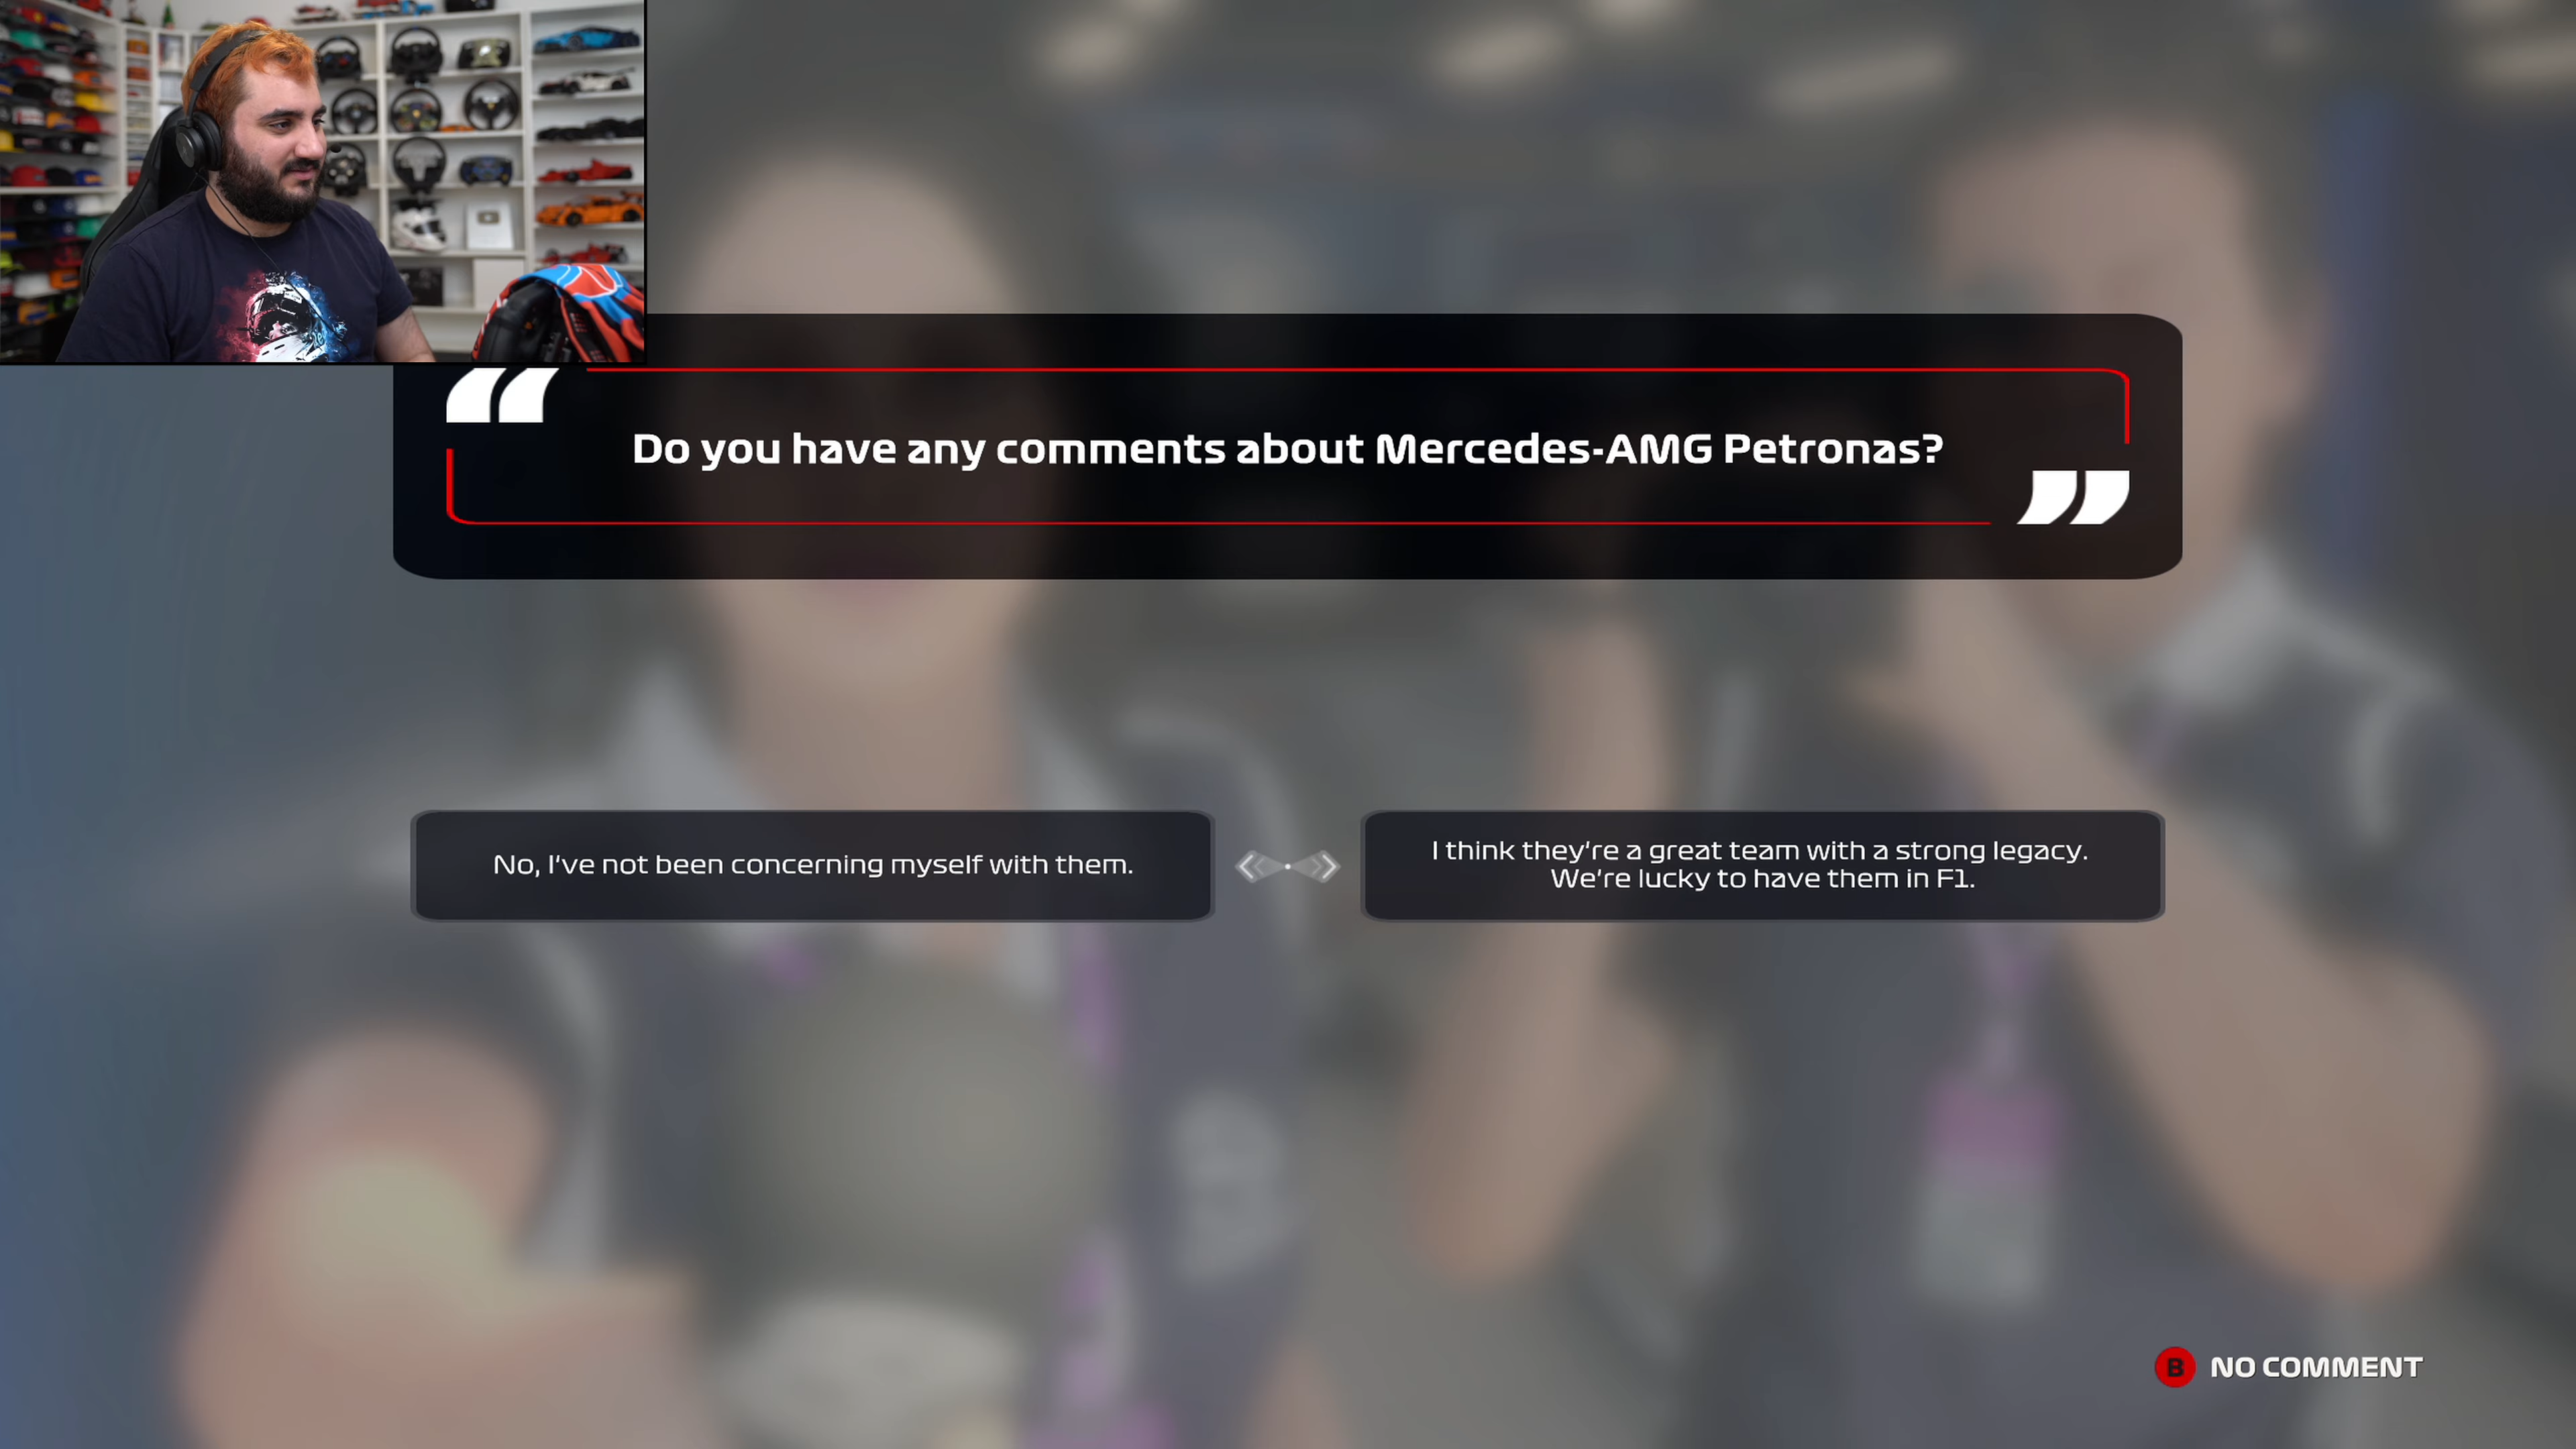 Do you have any comments about Mercedes-AMG Petronas?
No, I've not been concerning myself with them.
I think they're a great team with a strong legacy.
We're lucky to have them in F1.
B NO COMMENT